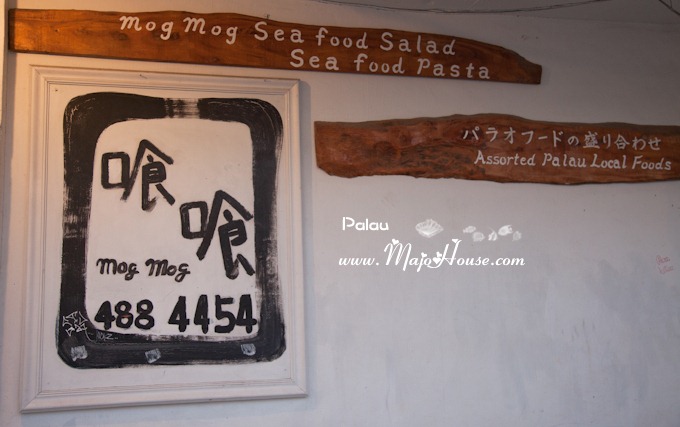 mog mog Sea food Salad
Sea food Pasta
パラオフードの盛り合わせ
Assorted Palau Local Foods
喰
喰
mog mog
488 4454
Palau
www.MajoHouse.com